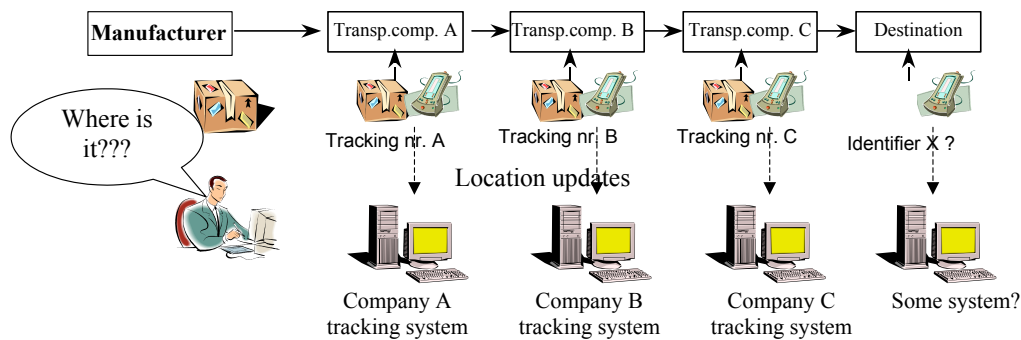 Manufacturer
Transp.comp. A
Transp.comp. B
Transp.comp. C
Destination
Where is
it???
Tracking nr. A
Tracking nr. B
Tracking nr. C
Identifier X ?
Location updates
Company A
tracking system
Company B
tracking system
Company C
tracking system
Some system?